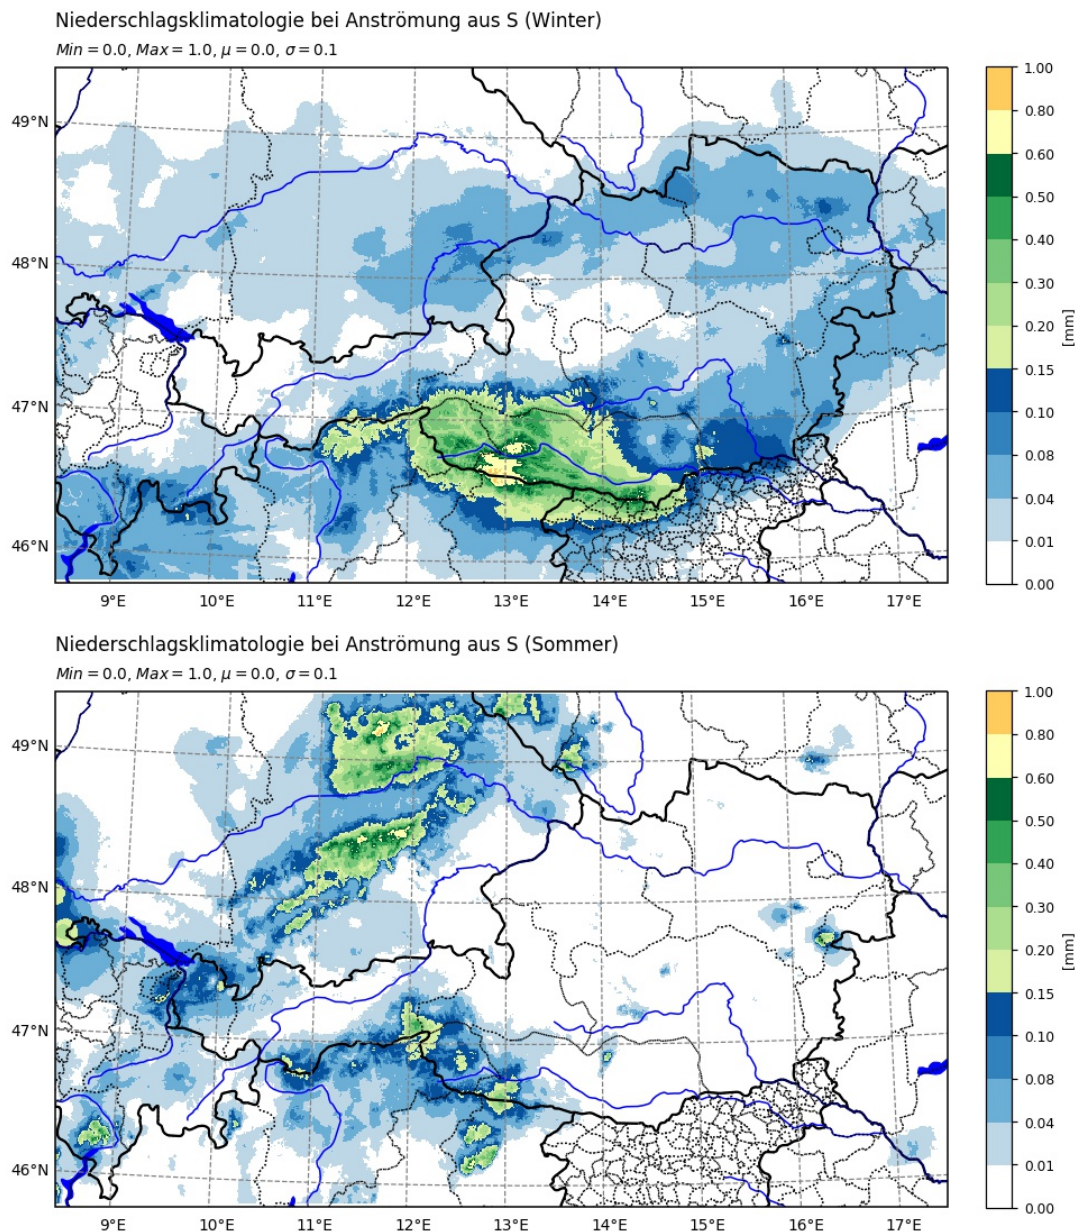 Niederschlagsklimatologie bei Anströmung aus S (Winter)
Min = 0.0, Max = 1.0, μ = 0.0, σ = 0.1
49°N
48°N
47°N
46°N
9°E 10°E 11°E 12°E 13°E 14°E 15°E 16°E 17°E
1.00
0.80
0.60
0.50
0.40
0.30
0.20
0.15
0.10
0.08
0.04
0.01
0.00
[mm]
Niederschlagsklimatologie bei Anströmung aus S (Sommer)
Min = 0.0, Max = 1.0, μ = 0.0, σ = 0.1
49°N
48°N
47°N
46°N
9°E 10°E 11°E 12°E 13°E 14°E 15°E 16°E 17°E
1.00
0.80
0.60
0.50
0.40
0.30
0.20
0.15
0.10
0.08
0.04
0.01
0.00
[mm]